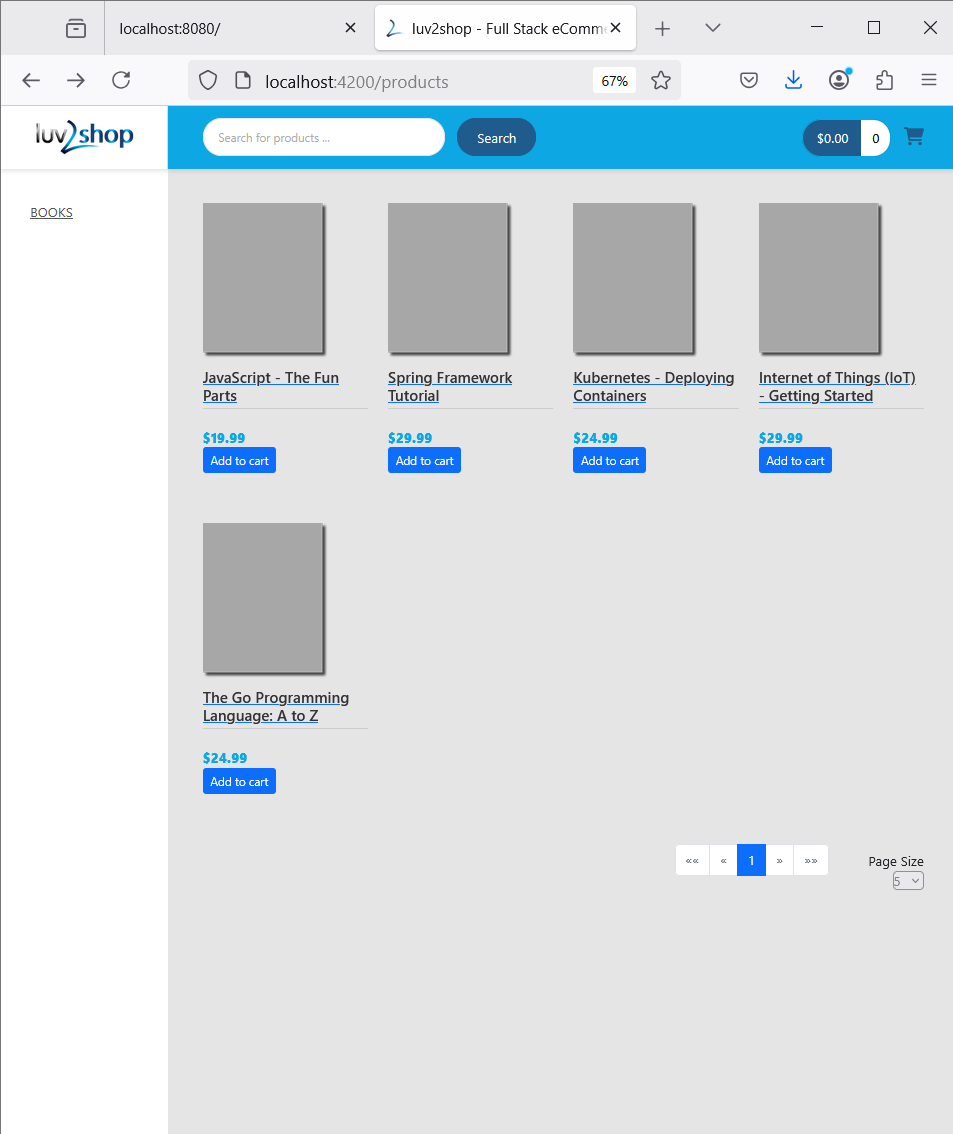 localhost:8080/
luv2shop - Full Stack eComme
localhost:4200/products
67%
luv2shop
Search for products ...
Search
$0.00
0
BOOKS
JavaScript - The Fun
Parts
$19.99
Add to cart
Spring Framework
Tutorial
$29.99
Add to cart
Kubernetes - Deploying
Containers
$24.99
Add to cart
Internet of Things (IoT)
- Getting Started
$29.99
Add to cart
The Go Programming
Language: A to Z
$24.99
Add to cart
«« « 1 » »»
Page Size
5